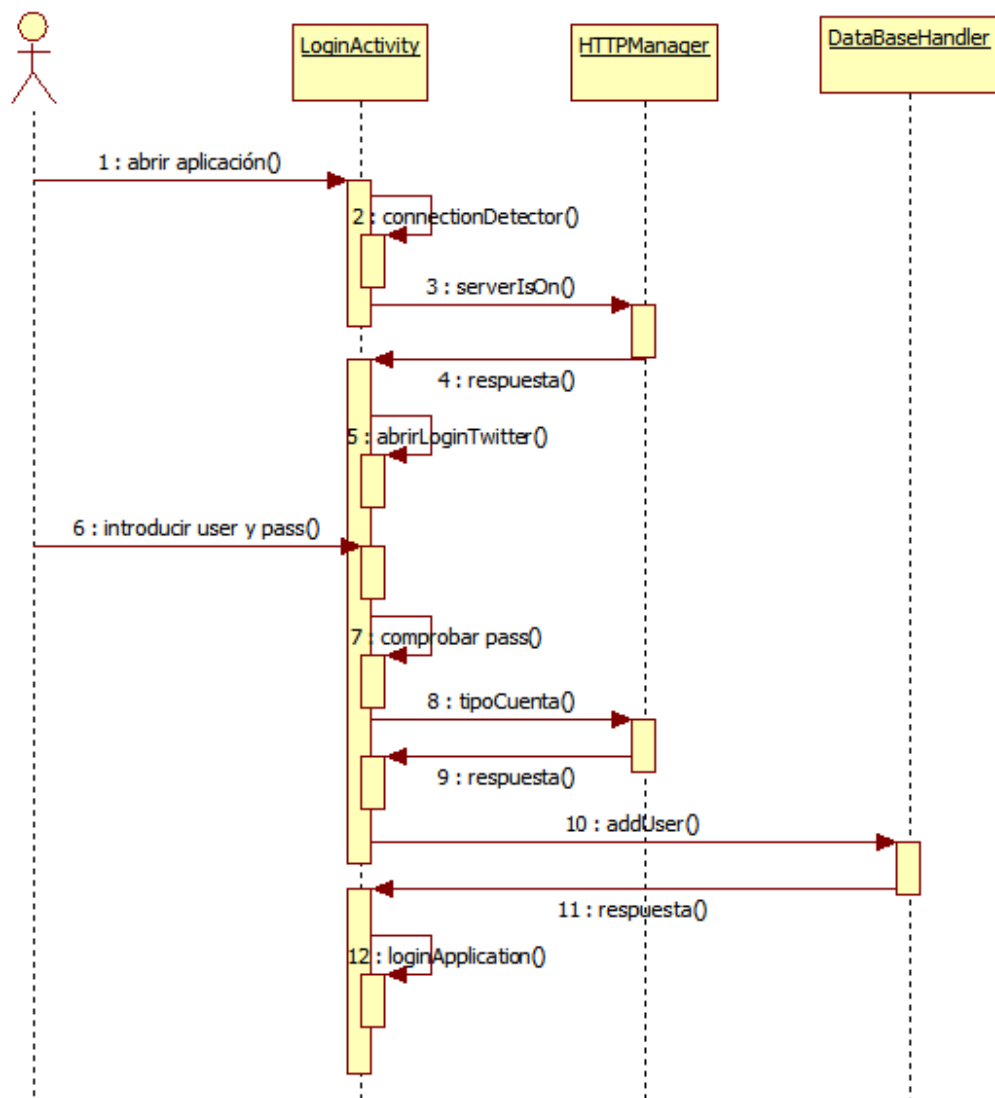 LoginActivity
HTTPManager
DataBaseHandler
1 : abrir aplicación()
2 : connectionDetector()
3 : serverIsOn()
4 : respuesta()
5 : abrirLoginTwitter()
6 : introducir user y pass()
7 : comprobar pass()
8 : tipoCuenta()
9 : respuesta()
10 : addUser()
11 : respuesta()
12 : loginApplication()